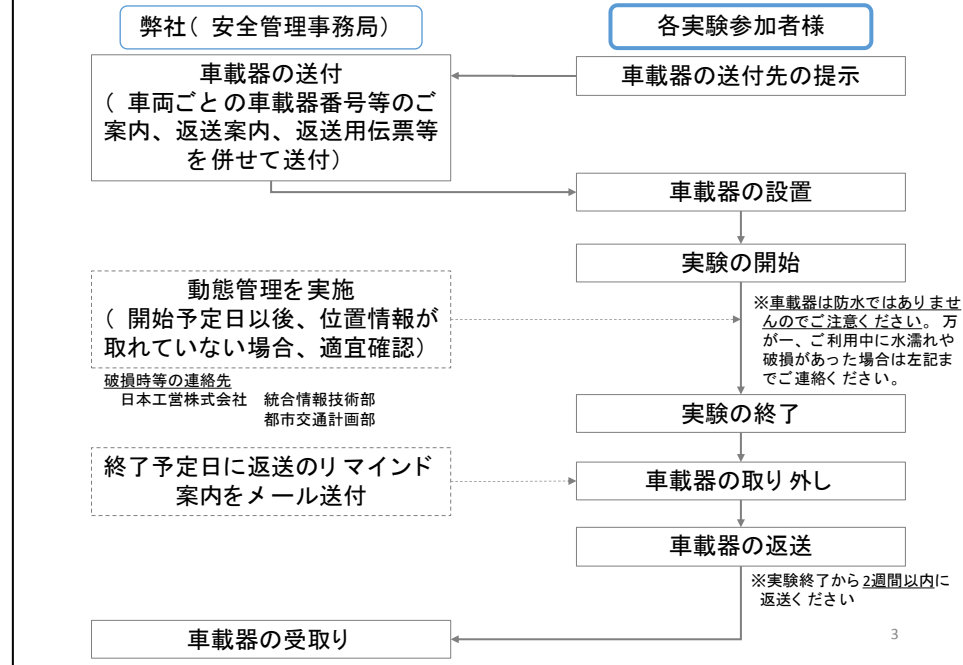 弊社(安全管理事務局)
各実験参加者様
車載器の送付
(車両ごとの車載器番号等のご
案内、返送案内、返送用伝票等
を併せて送付)
車載器の送付先の提示
車載器の設置
実験の開始
動態管理を実施
(開始予定日以後、位置情報が
取れていない場合、適宜確認)
※車載器は防水ではありませ
んのでご注意ください。万
が一、ご利用中に水濡れや
破損があった場合は左記ま
でご連絡ください。
破損時等の連絡先
日本工営株式会社 統合情報技術部
都市交通計画部
実験の終了
終了予定日に返送のリマインド
案内をメール送付
車載器の取り外し
車載器の返送
※実験終了から2週間以内に
返送ください
車載器の受取り
3